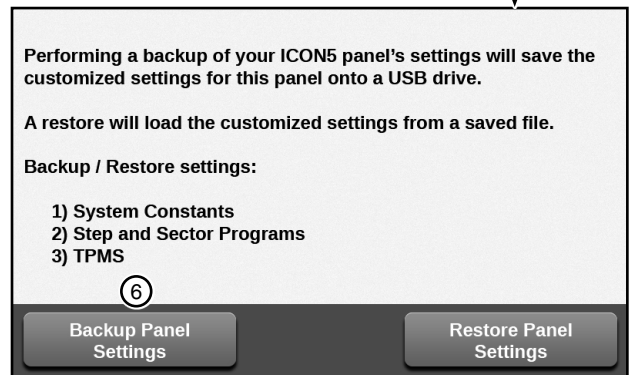 Performing a backup of your ICON5 panel's settings will save the
customized settings for this panel onto a USB drive.
A restore will load the customized settings from a saved file.
Backup / Restore settings:
1) System Constants
2) Step and Sector Programs
3) TPMS
6
Backup Panel
Settings
Restore Panel
Settings